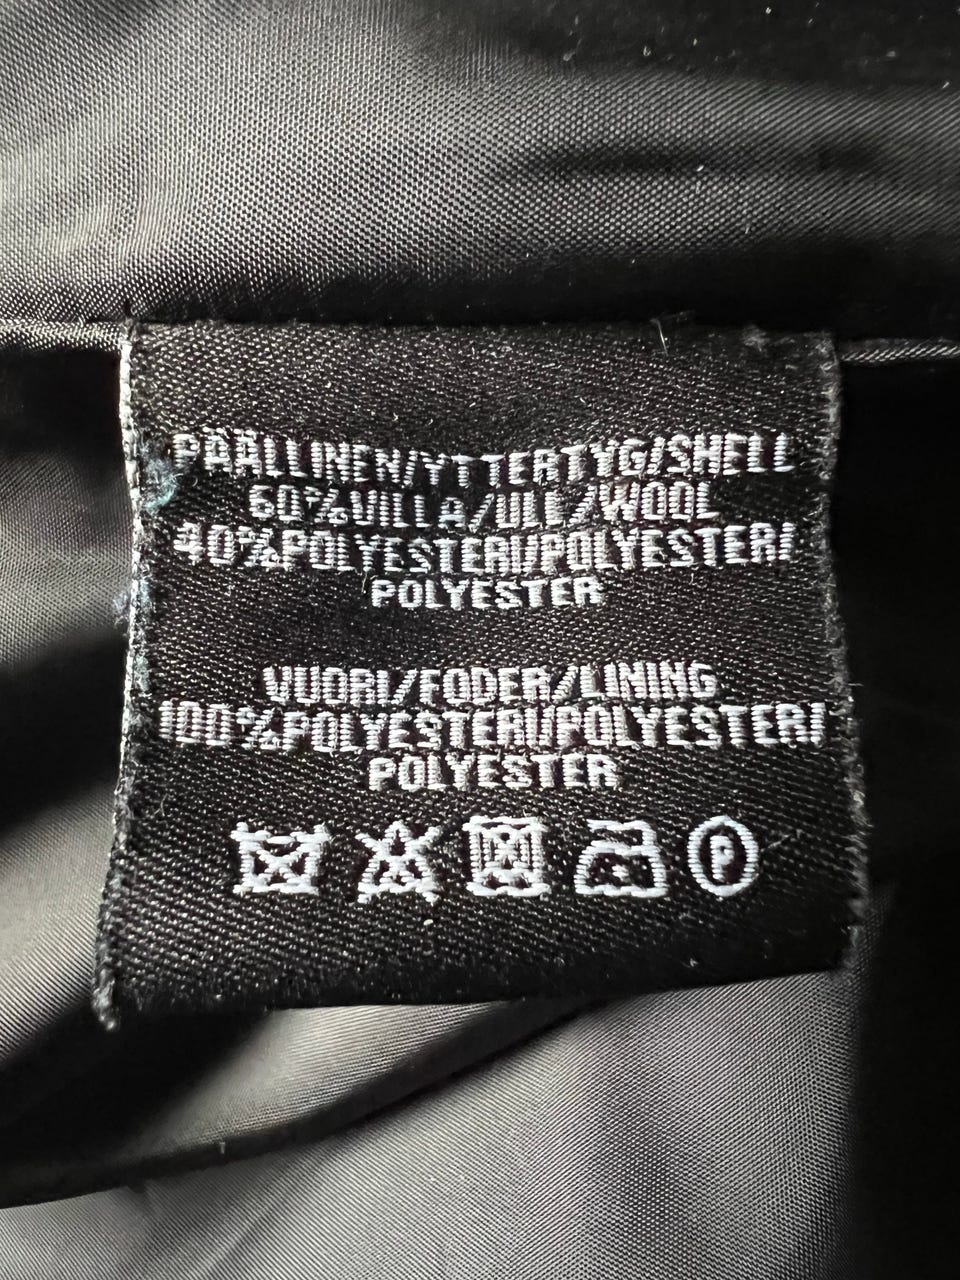 PÄÄLLINEN/YTTERTYG/SHELL
60%VILLA/ULL/WOOL
40%POLYESTERI/POLYESTER/
POLYESTER
VUORI/FODER/LINING
100%POLYESTERI/POLYESTER/
POLYESTER
P